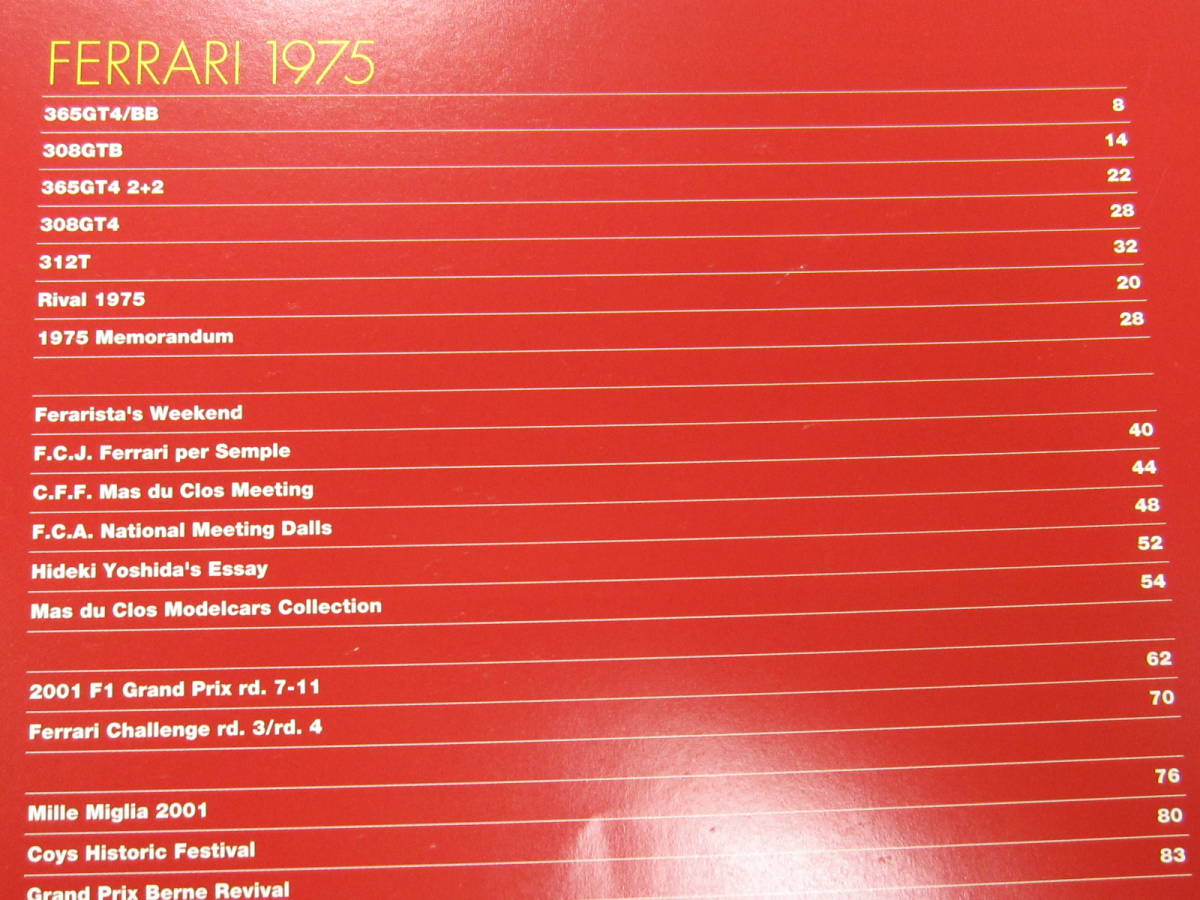 FERRARI 1975
365GT4/BB 8
308GTB 14
365GT4 2+2 22
308GT4 28
312T 32
Rival 1975 20
1975 Memorandum 28
Ferarista's Weekend
F.C.J. Ferrari per Semple 40
C.F.F. Mas du Clos Meeting 44
F.C.A. National Meeting Dalls 48
Hideki Yoshida's Essay 52
Mas du Clos Modelcars Collection 54
2001 F1 Grand Prix rd. 7-11 62
Ferrari Challenge rd. 3/rd. 4 70
Mille Miglia 2001 76
Coys Historic Festival 80
Grand Prix Berne Revival 83